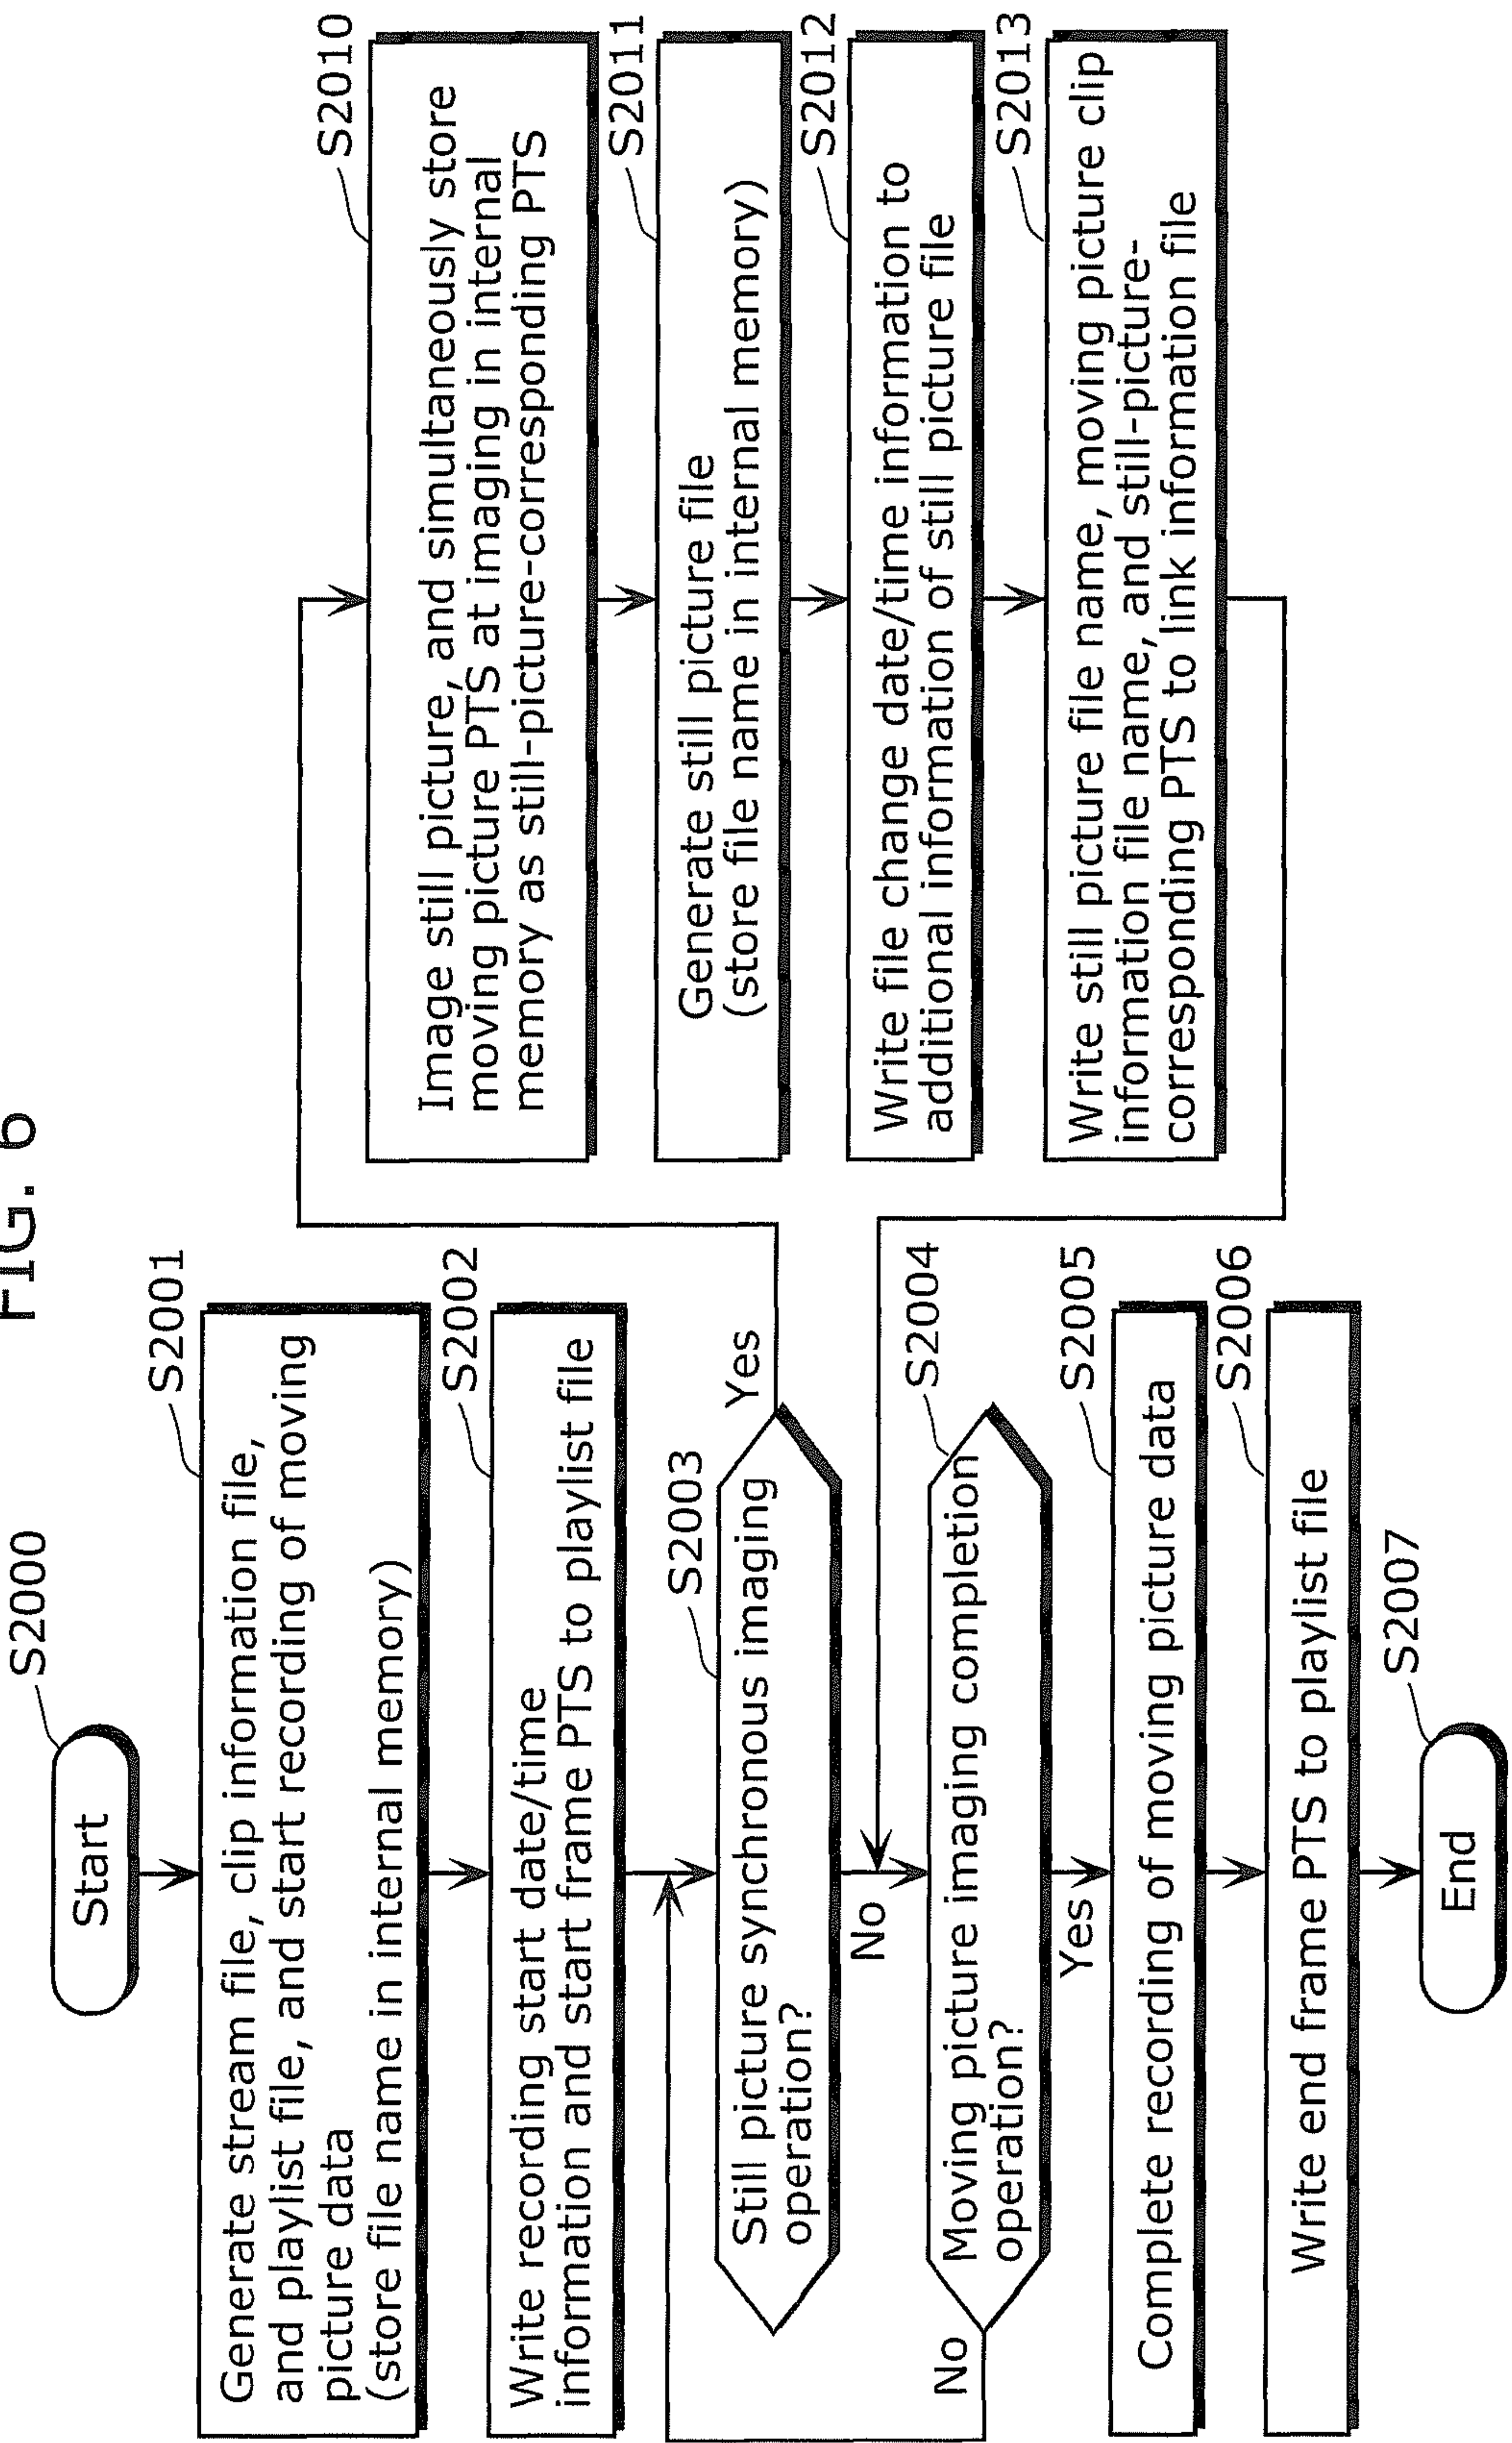 FIG. 6
S2000
Start
S2001
Generate stream file, clip information file,
and playlist file, and start recording of moving
picture data
(store file name in internal memory)
S2002
Write recording start date/time
information and start frame PTS to playlist file
S2003
Still picture synchronous imaging
operation?
Yes
No
S2004
Moving picture imaging completion
operation?
No
Yes
S2005
Complete recording of moving picture data
S2006
Write end frame PTS to playlist file
S2007
End
S2010
Image still picture, and simultaneously store
moving picture PTS at imaging in internal
memory as still-picture-corresponding PTS
S2011
Generate still picture file
(store file name in internal memory)
S2012
Write file change date/time information to
additional information of still picture file
S2013
Write still picture file name, moving picture clip
information file name, and still-picture-
corresponding PTS to link information file